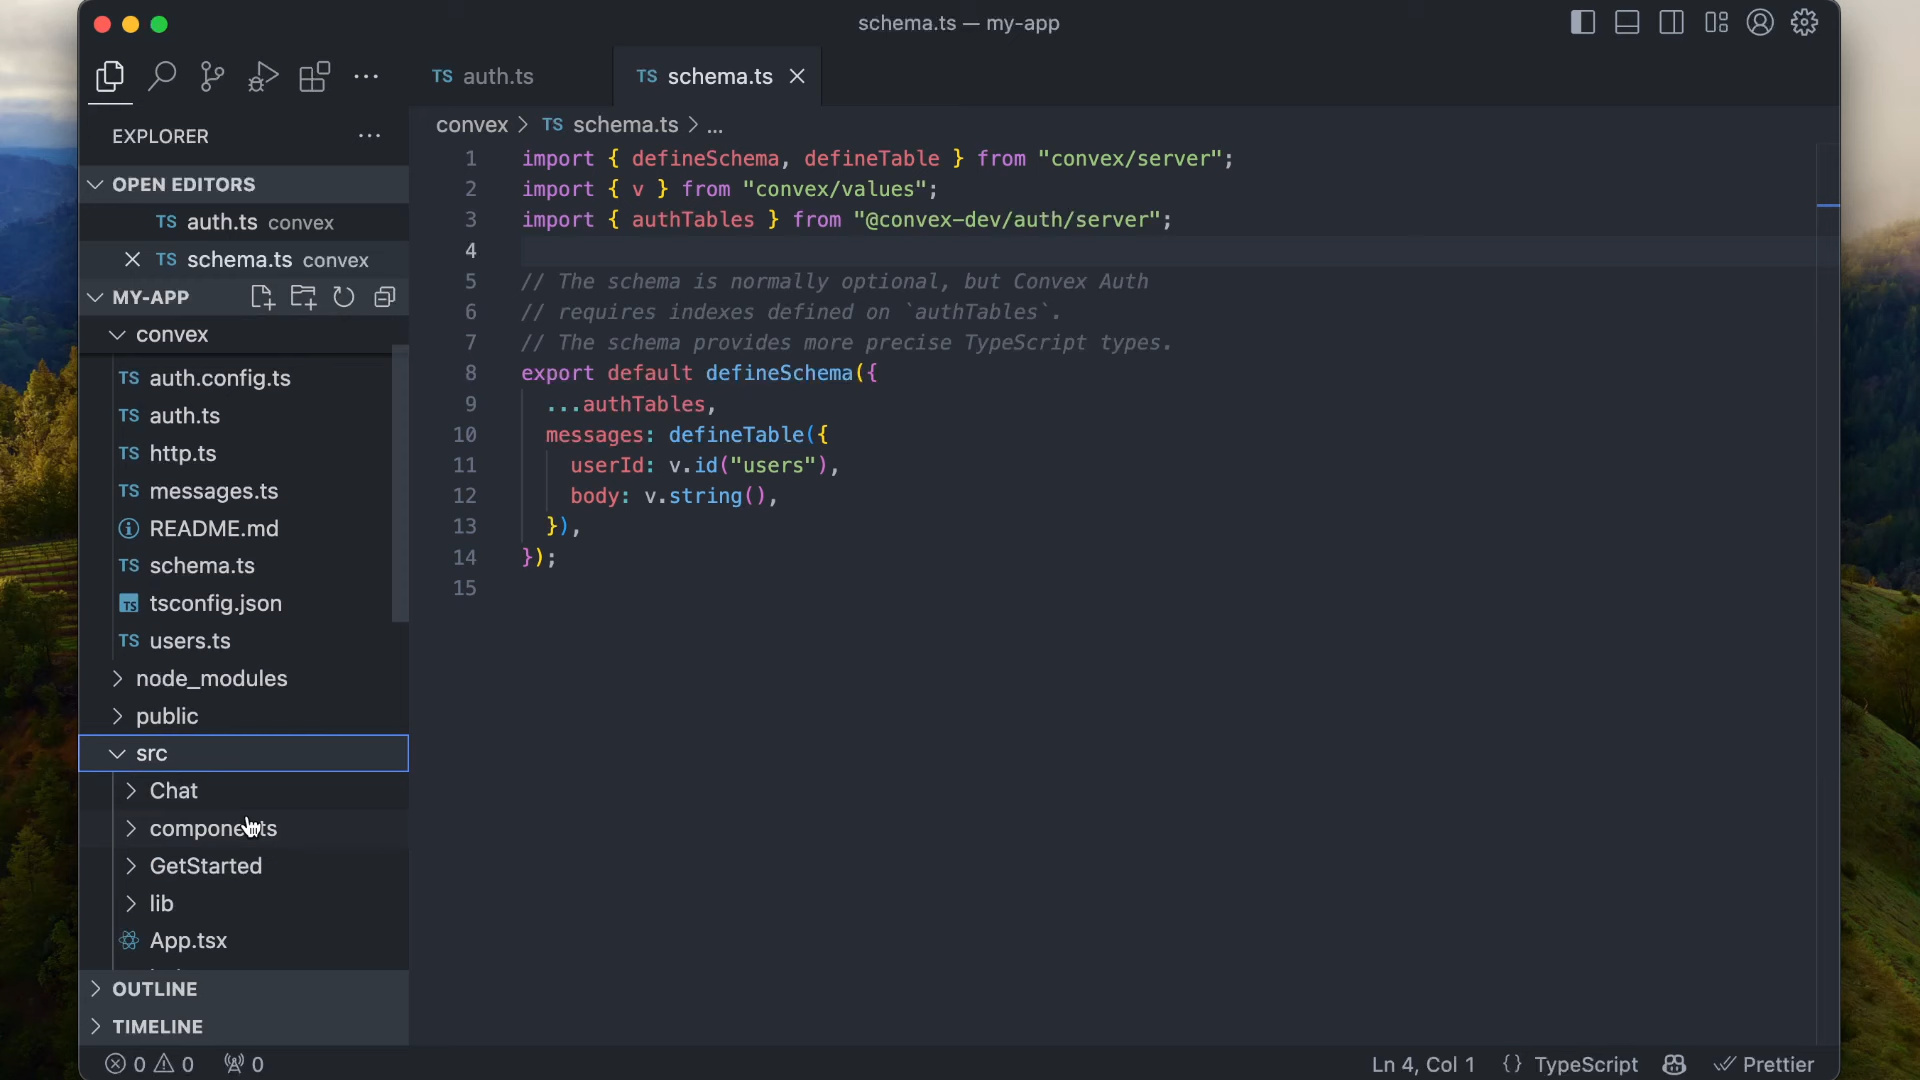 schema.ts — my-app
TS auth.ts
TS schema.ts
EXPLORER
convex > TS schema.ts > ...
OPEN EDITORS
TS auth.ts convex
TS schema.ts convex
MY-APP
convex
TS auth.config.ts
TS auth.ts
TS http.ts
TS messages.ts
README.md
TS schema.ts
TS tsconfig.json
TS users.ts
node_modules
public
src
Chat
components
GetStarted
lib
App.tsx
OUTLINE
TIMELINE
1 import { defineSchema, defineTable } from "convex/server";
2 import { v } from "convex/values";
3 import { authTables } from "@convex-dev/auth/server";
4
5 // The schema is normally optional, but Convex Auth
6 // requires indexes defined on `authTables`.
7 // The schema provides more precise TypeScript types.
8 export default defineSchema({
9 ...authTables,
10 messages: defineTable({
11 userId: v.id("users"),
12 body: v.string(),
13 }),
14 });
15
0 0 0
Ln 4, Col 1 {} TypeScript Prettier